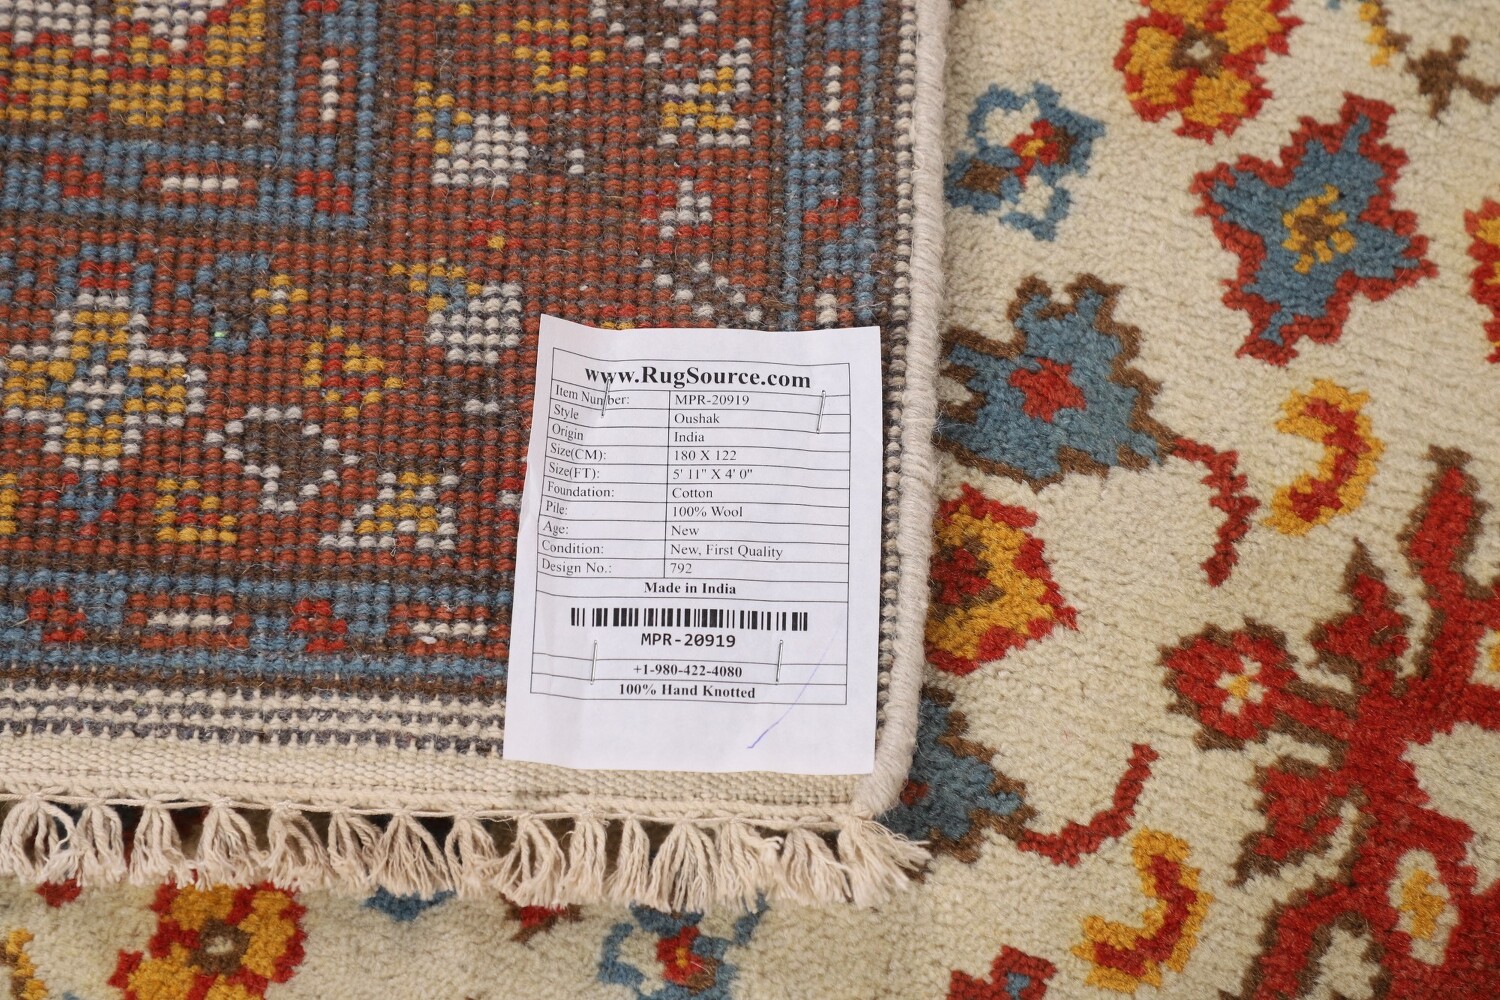 www.RugSource.com
Item Number: MPR-20919
Style Oushak
Origin India
Size(CM): 180 X 122
Size(FT): 5' 11" X 4' 0"
Foundation: Cotton
Pile: 100% Wool
Age: New
Condition: New, First Quality
Design No.: 792
Made in India
MPR-20919
+1-980-422-4080
100% Hand Knotted